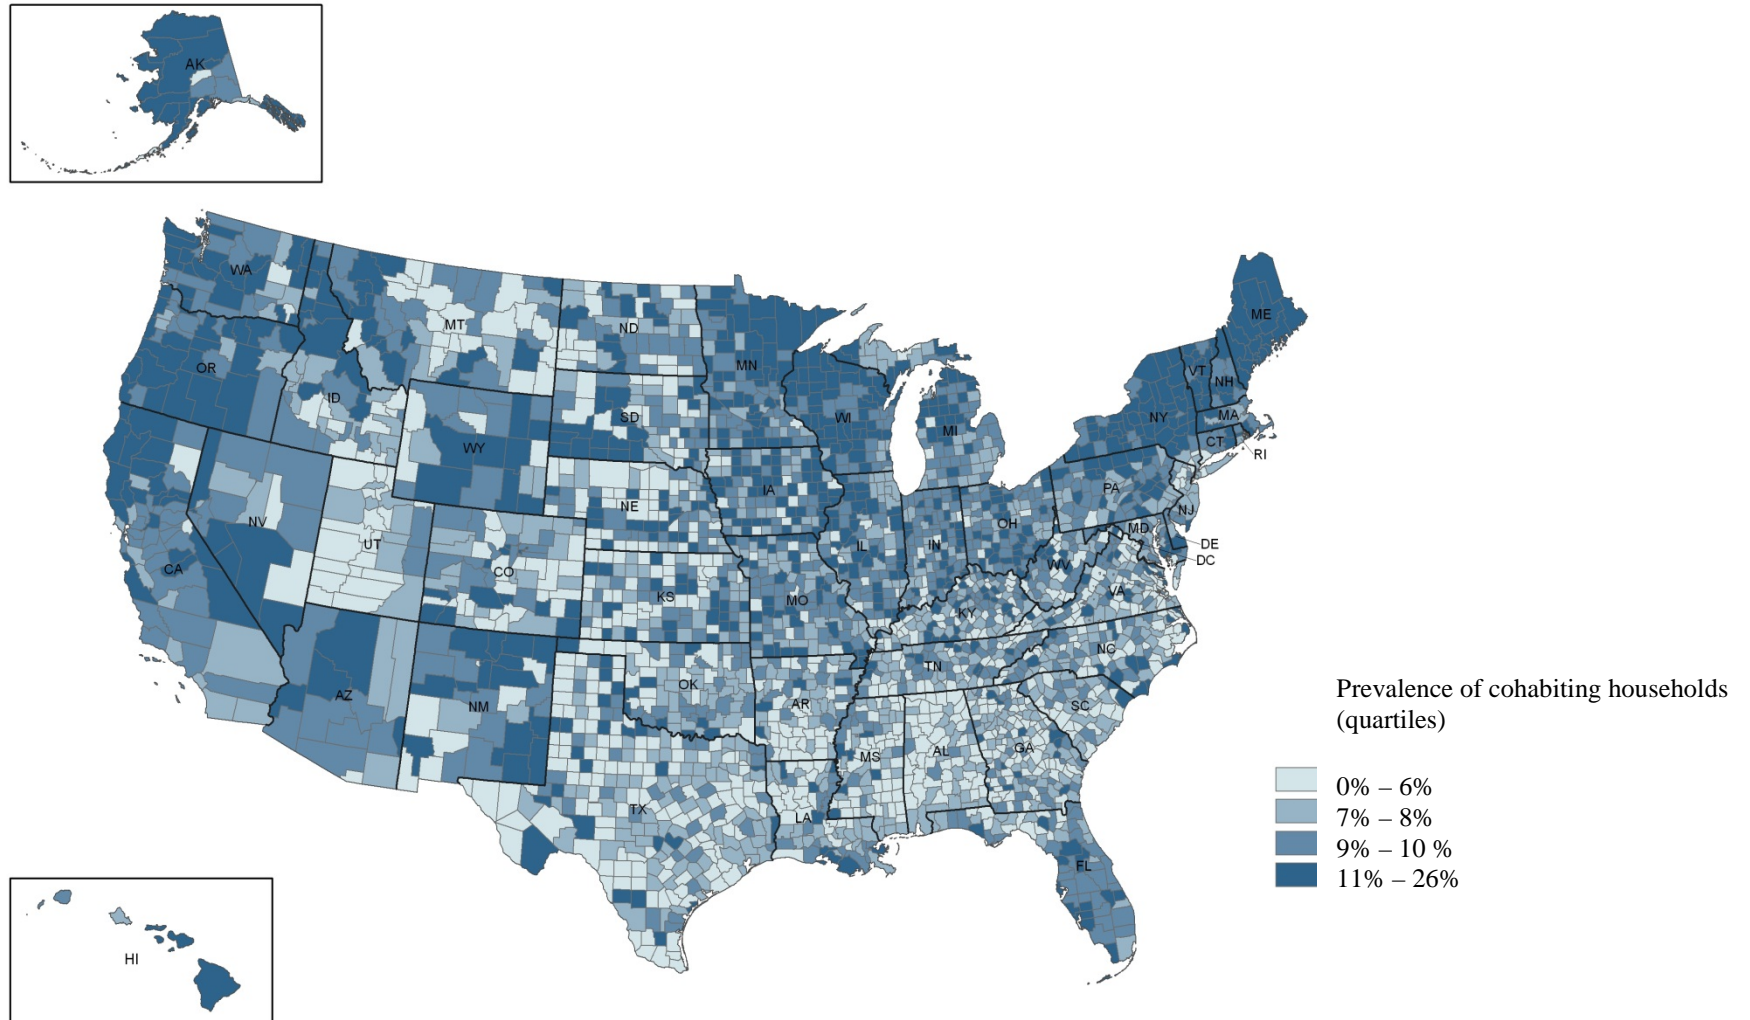 AK
WA
MT
ND
MN
ME
OR
ID
SD
WI
MI
VT
NH
NY
MA
CT
RI
WY
IA
NE
PA
NV
UT
CO
IL
IN
OH
NJ
MD
DE
DC
CA
KS
MO
WV
VA
KY
AZ
NM
OK
AR
TN
NC
SC
MS
AL
GA
TX
LA
FL
HI
Prevalence of cohabiting households
(quartiles)
0% – 6%
7% – 8%
9% – 10 %
11% – 26%